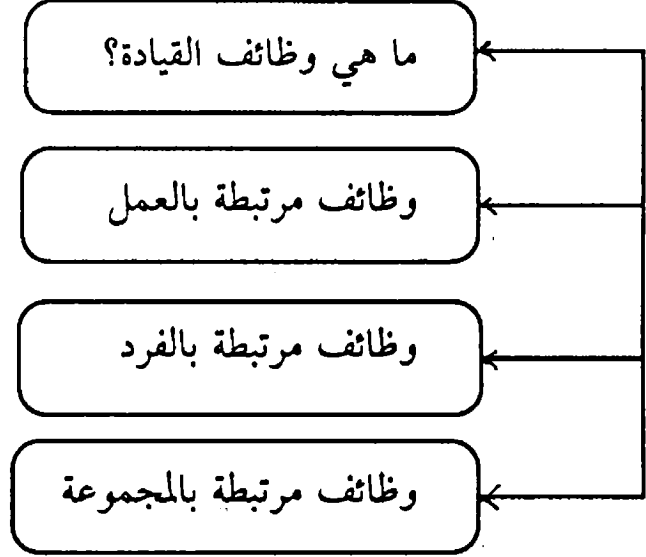 ما هي وظائف القيادة؟
وظائف مرتبطة بالعمل
وظائف مرتبطة بالفرد
وظائف مرتبطة بالمجموعة